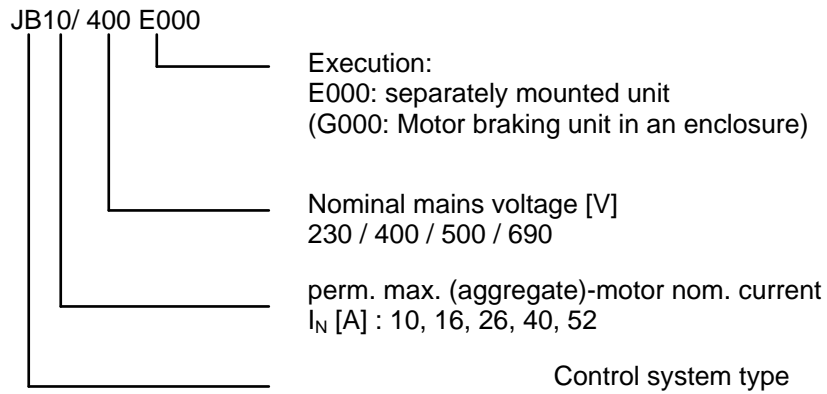 JB10/ 400 E000
Execution:
E000: separately mounted unit
(G000: Motor braking unit in an enclosure)
Nominal mains voltage [V]
230 / 400 / 500 / 690
perm. max. (aggregate)-motor nom. current
I_N [A] : 10, 16, 26, 40, 52
Control system type